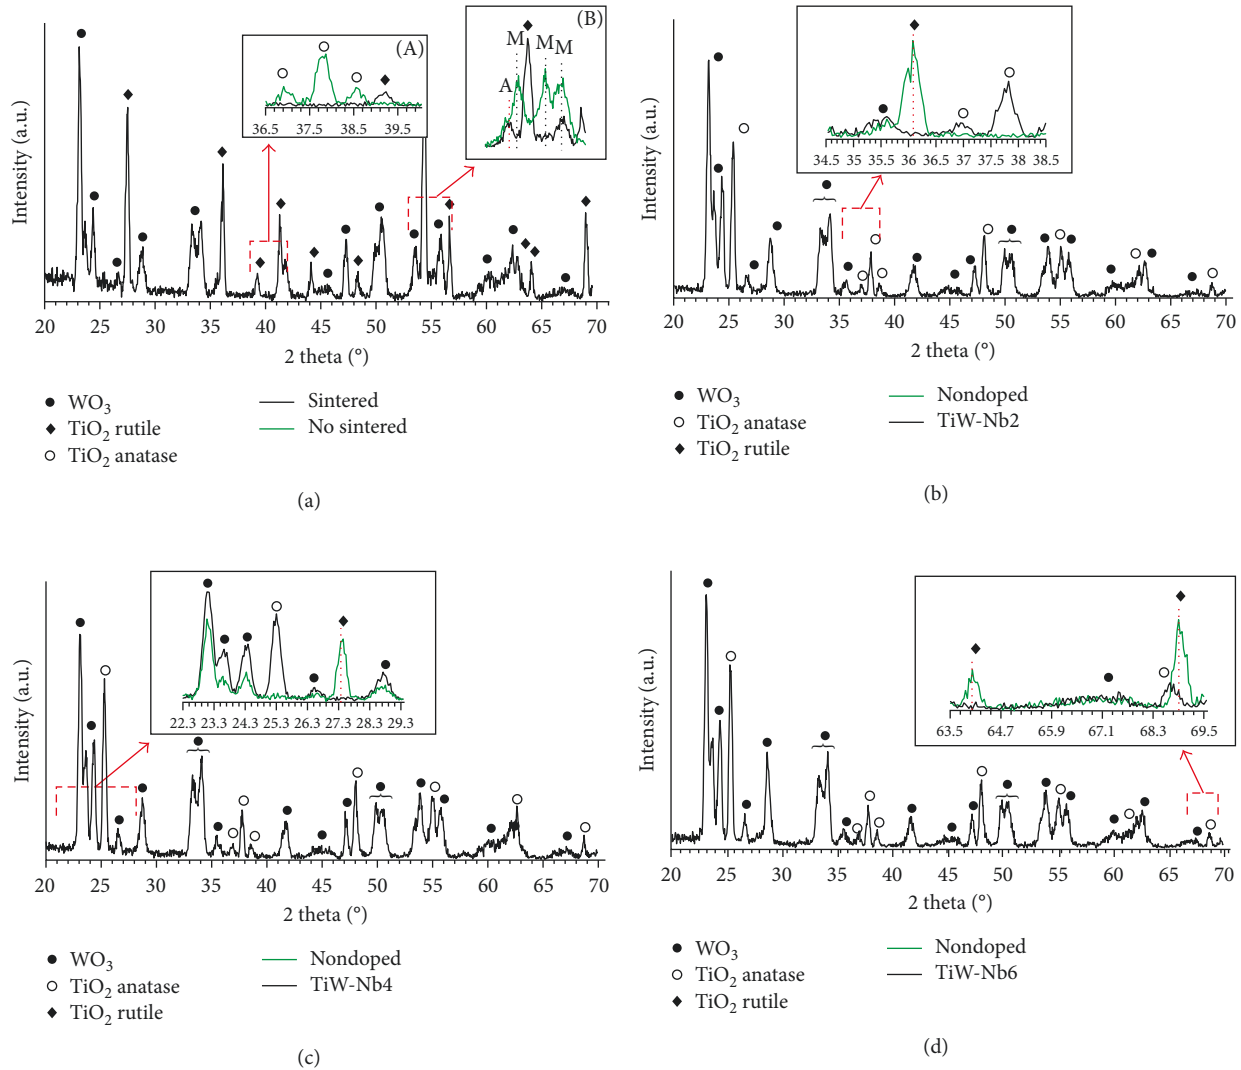 (A)
36.5 37.5 38.5 39.5
(B)
M
M M
A
Intensity (a.u.)
20 25 30 35 40 45 50 55 60 65 70
2 theta (°)
WO3
TiO2 rutile
TiO2 anatase
Sintered
No sintered
(a)
34.5 35 35.5 36.5 36.5 37 37.5 38 38.5
Intensity (a.u.)
20 25 30 35 40 45 50 55 60 65 70
2 theta (°)
WO3
TiO2 anatase
TiO2 rutile
Nondoped
TiW-Nb2
(b)
22.3 23.3 24.3 25.3 26.3 27.3 28.3 29.3
Intensity (a.u.)
20 25 30 35 40 45 50 55 60 65 70
2 theta (°)
WO3
TiO2 anatase
TiO2 rutile
Nondoped
TiW-Nb4
(c)
63.5 64.7 65.9 67.1 68.3 69.5
Intensity (a.u.)
20 25 30 35 40 45 50 55 60 65 70
2 theta (°)
WO3
TiO2 anatase
TiO2 rutile
Nondoped
TiW-Nb6
(d)